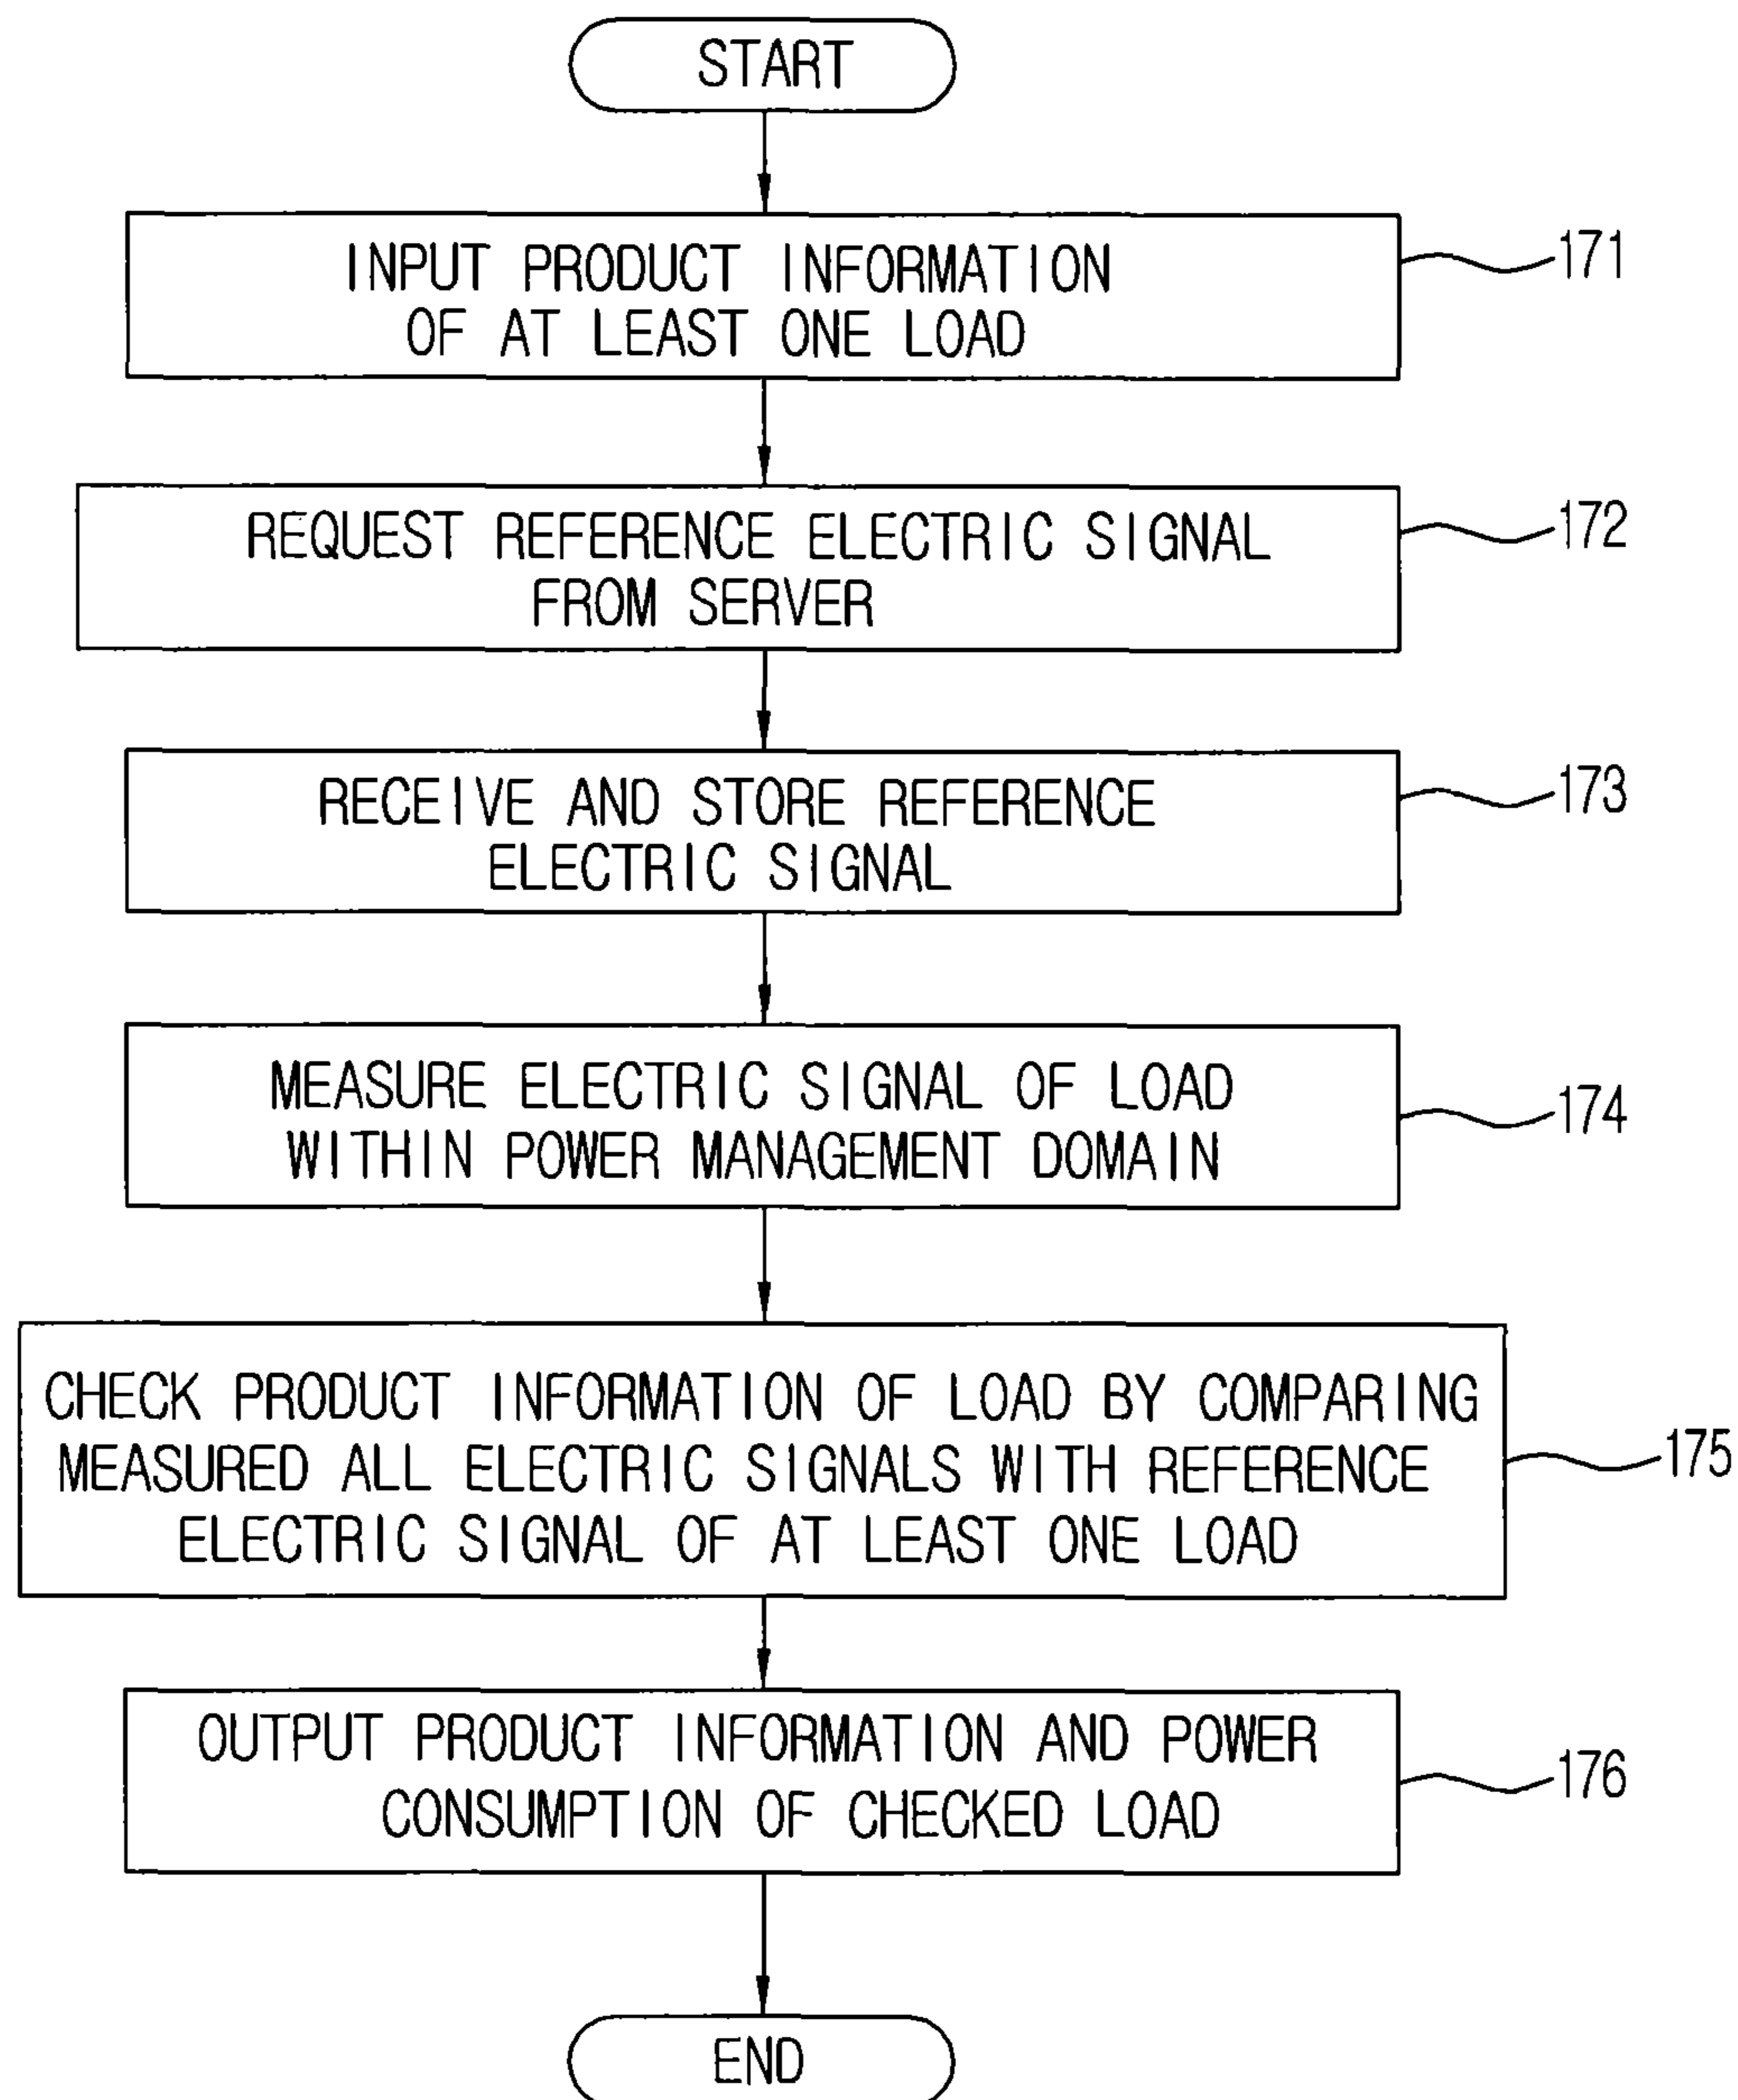 START
INPUT PRODUCT INFORMATION
OF AT LEAST ONE LOAD
171
REQUEST REFERENCE ELECTRIC SIGNAL
FROM SERVER
172
RECEIVE AND STORE REFERENCE
ELECTRIC SIGNAL
173
MEASURE ELECTRIC SIGNAL OF LOAD
WITHIN POWER MANAGEMENT DOMAIN
174
CHECK PRODUCT INFORMATION OF LOAD BY COMPARING
MEASURED ALL ELECTRIC SIGNALS WITH REFERENCE
ELECTRIC SIGNAL OF AT LEAST ONE LOAD
175
OUTPUT PRODUCT INFORMATION AND POWER
CONSUMPTION OF CHECKED LOAD
176
END